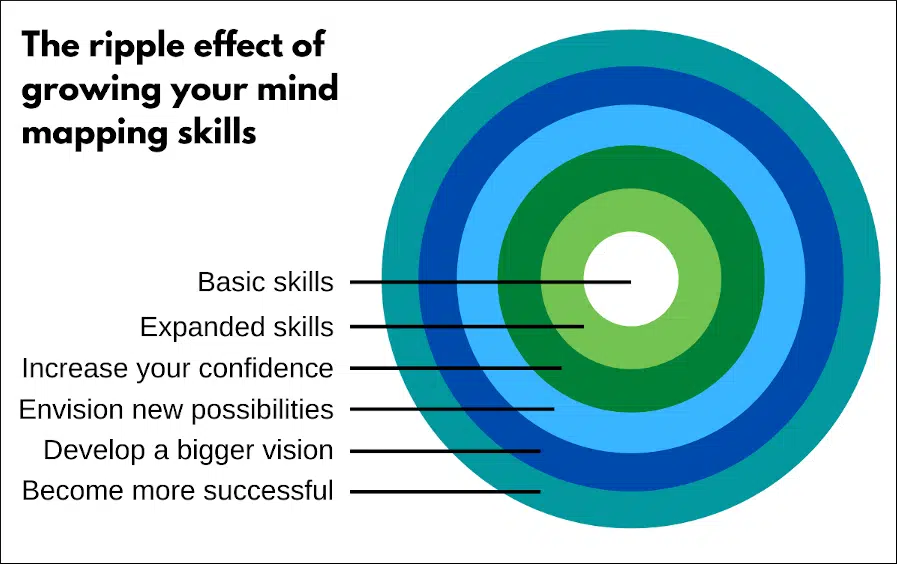 The ripple effect of
growing your mind
mapping skills
Basic skills
Expanded skills
Increase your confidence
Envision new possibilities
Develop a bigger vision
Become more successful